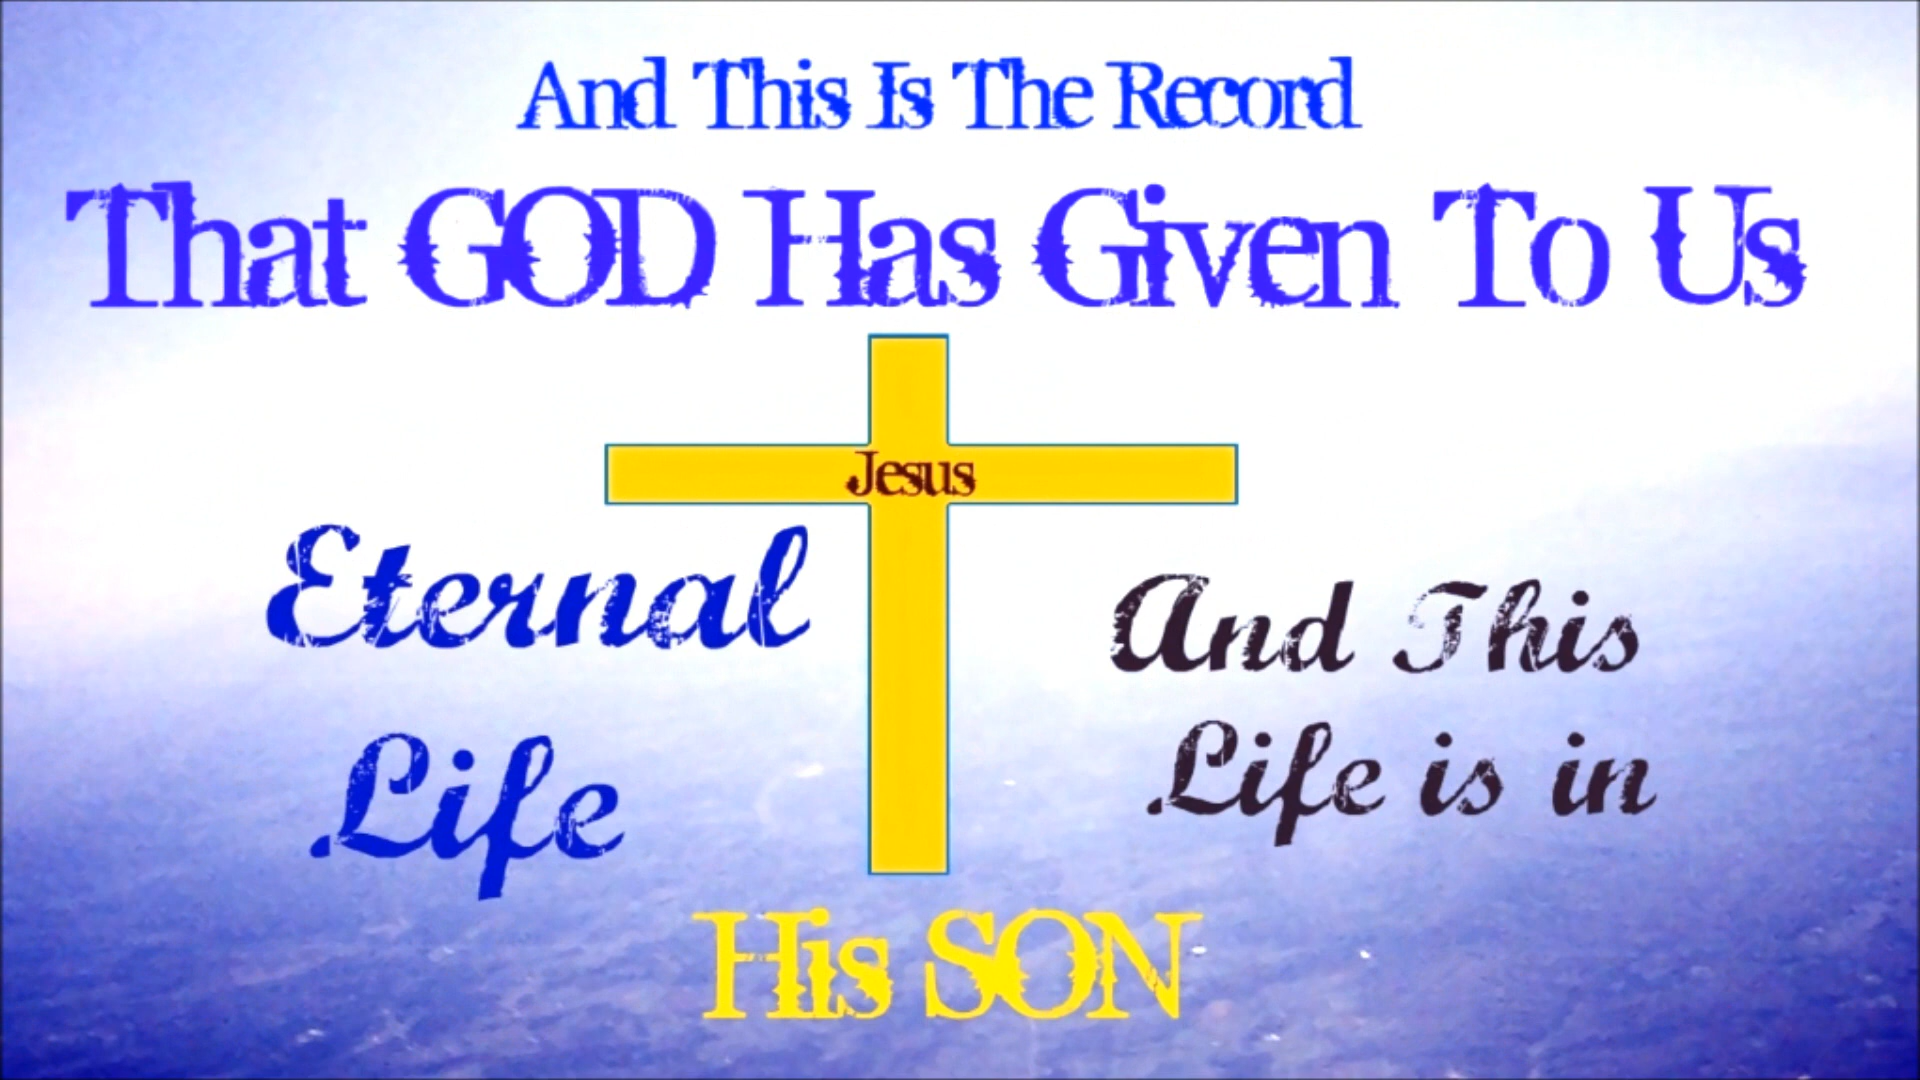 And This Is The Record
That GOD Has Given To Us
Jesus
Eternal
Life
And This
Life is in
His SON